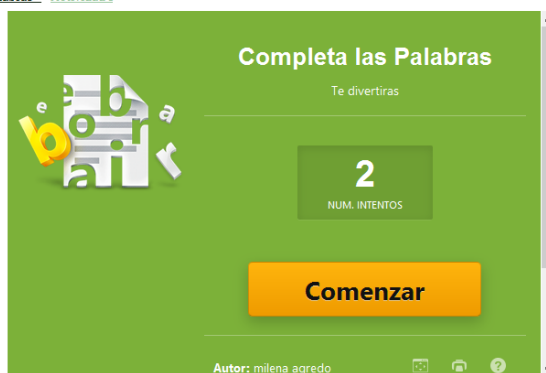 Completa las Palabras
Te divertiras
2
NUM. INTENTOS
Comenzar
Autor: milena agredo